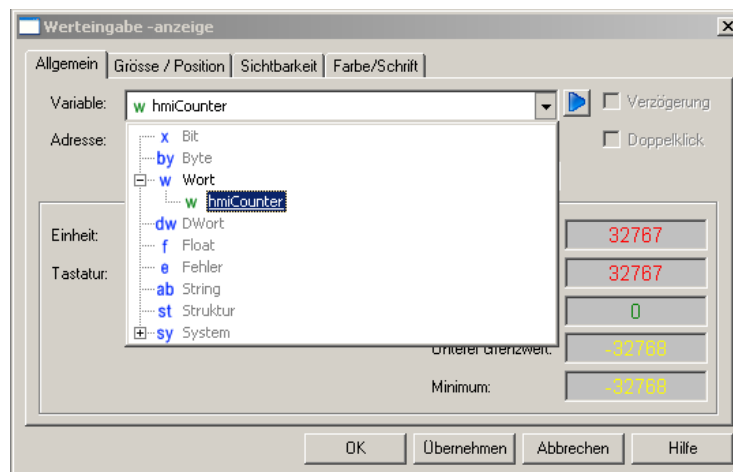 Werteingabe -anzeige
Allgemein Grösse / Position Sichtbarkeit Farbe/Schrift
Variable: w hmiCounter Verzögerung
Adresse: x Bit Doppelklick
by Byte
w Wort
w hmiCounter
Einheit: dw DWort 32767
f Float
Tastatur: e Fehler 32767
ab String
st Struktur 0
sy System
Unterer Grenzwert: -32768
Minimum: -32768
OK Übernehmen Abbrechen Hilfe